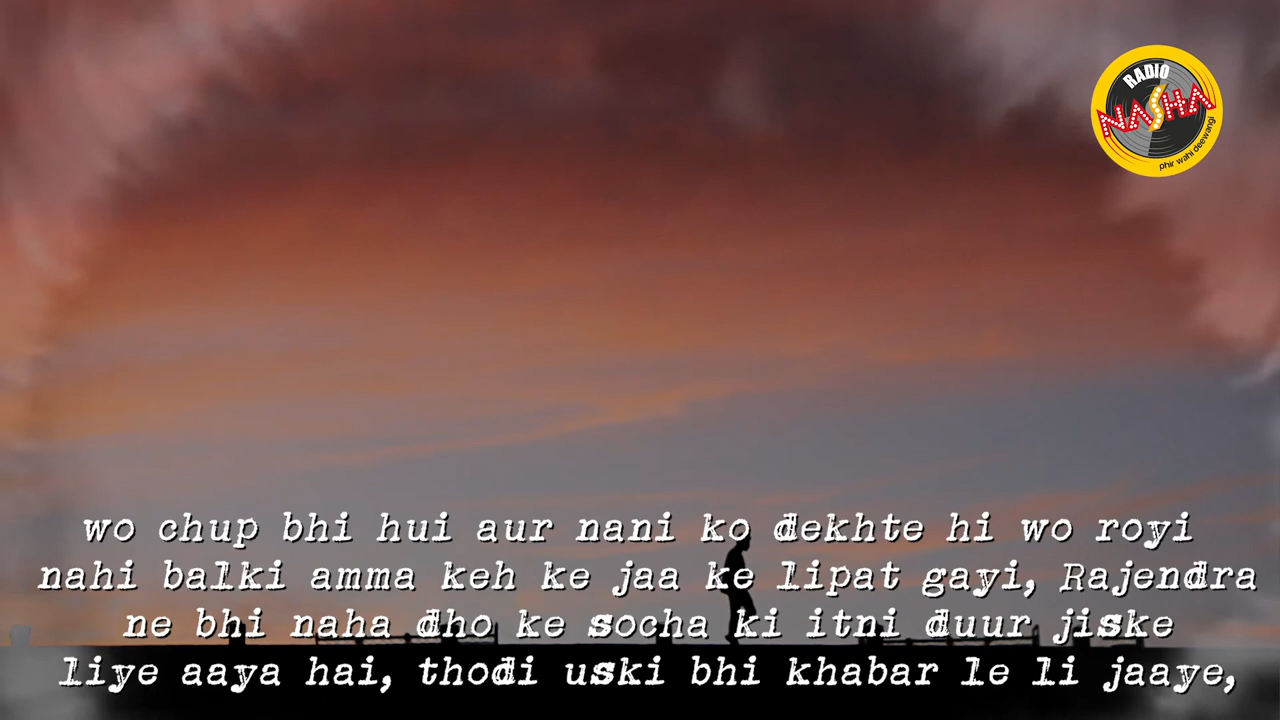 RADIO
NASHA
phir wahi deewangi
wo chup bhi hui aur nani ko dekhte hi wo royi
nahi balki amma keh ke jaa ke lipat gayi, Rajendra
ne bhi naha dho ke socha ki itni duur jiske
liye aaya hai, thodi uski bhi khabar le li jaaye,